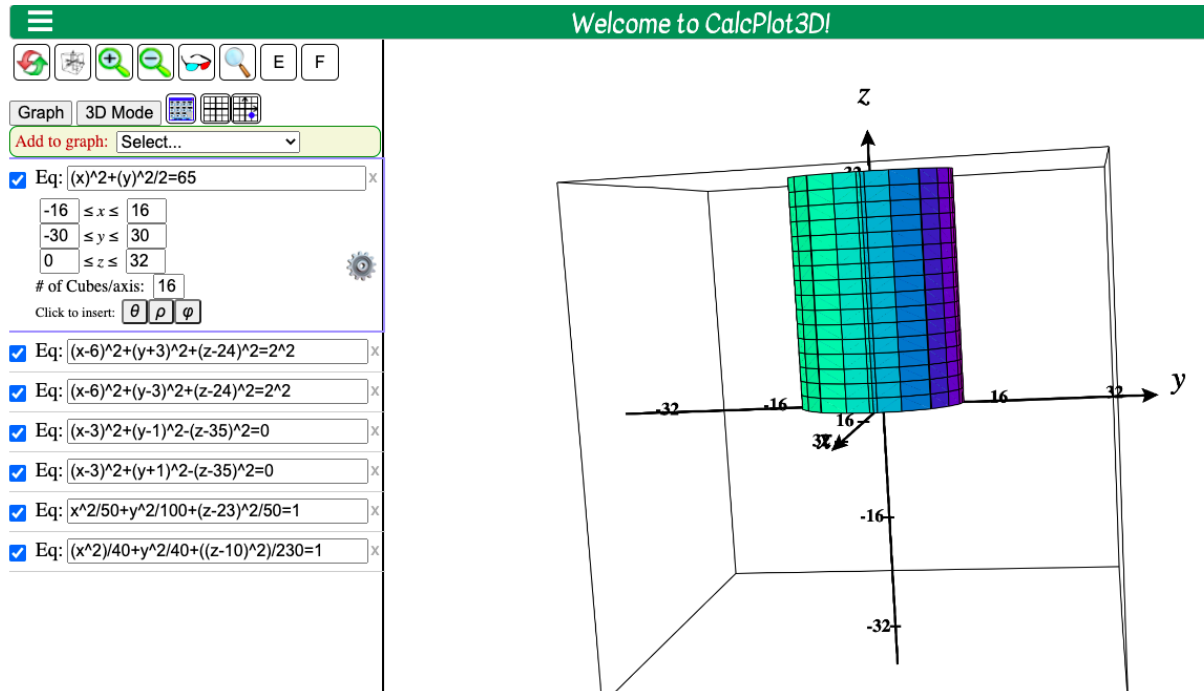 Welcome to CalcPlot3D!
E F
Graph 3D Mode
Add to graph: Select...
Eq: (x)^2+(y)^2/2=65 x
-16 ≤ x ≤ 16
-30 ≤ y ≤ 30
0 ≤ z ≤ 32
# of Cubes/axis: 16
Click to insert: θ ρ φ
Eq: (x-6)^2+(y+3)^2+(z-24)^2=2^2 x
Eq: (x-6)^2+(y-3)^2+(z-24)^2=2^2 x
Eq: (x-3)^2+(y-1)^2-(z-35)^2=0 x
Eq: (x-3)^2+(y+1)^2-(z-35)^2=0 x
Eq: x^2/50+y^2/100+(z-23)^2/50=1 x
Eq: (x^2)/40+y^2/40+((z-10)^2)/230=1 x
z
32
y
-32 -16 16 32
16
x
-16
-32